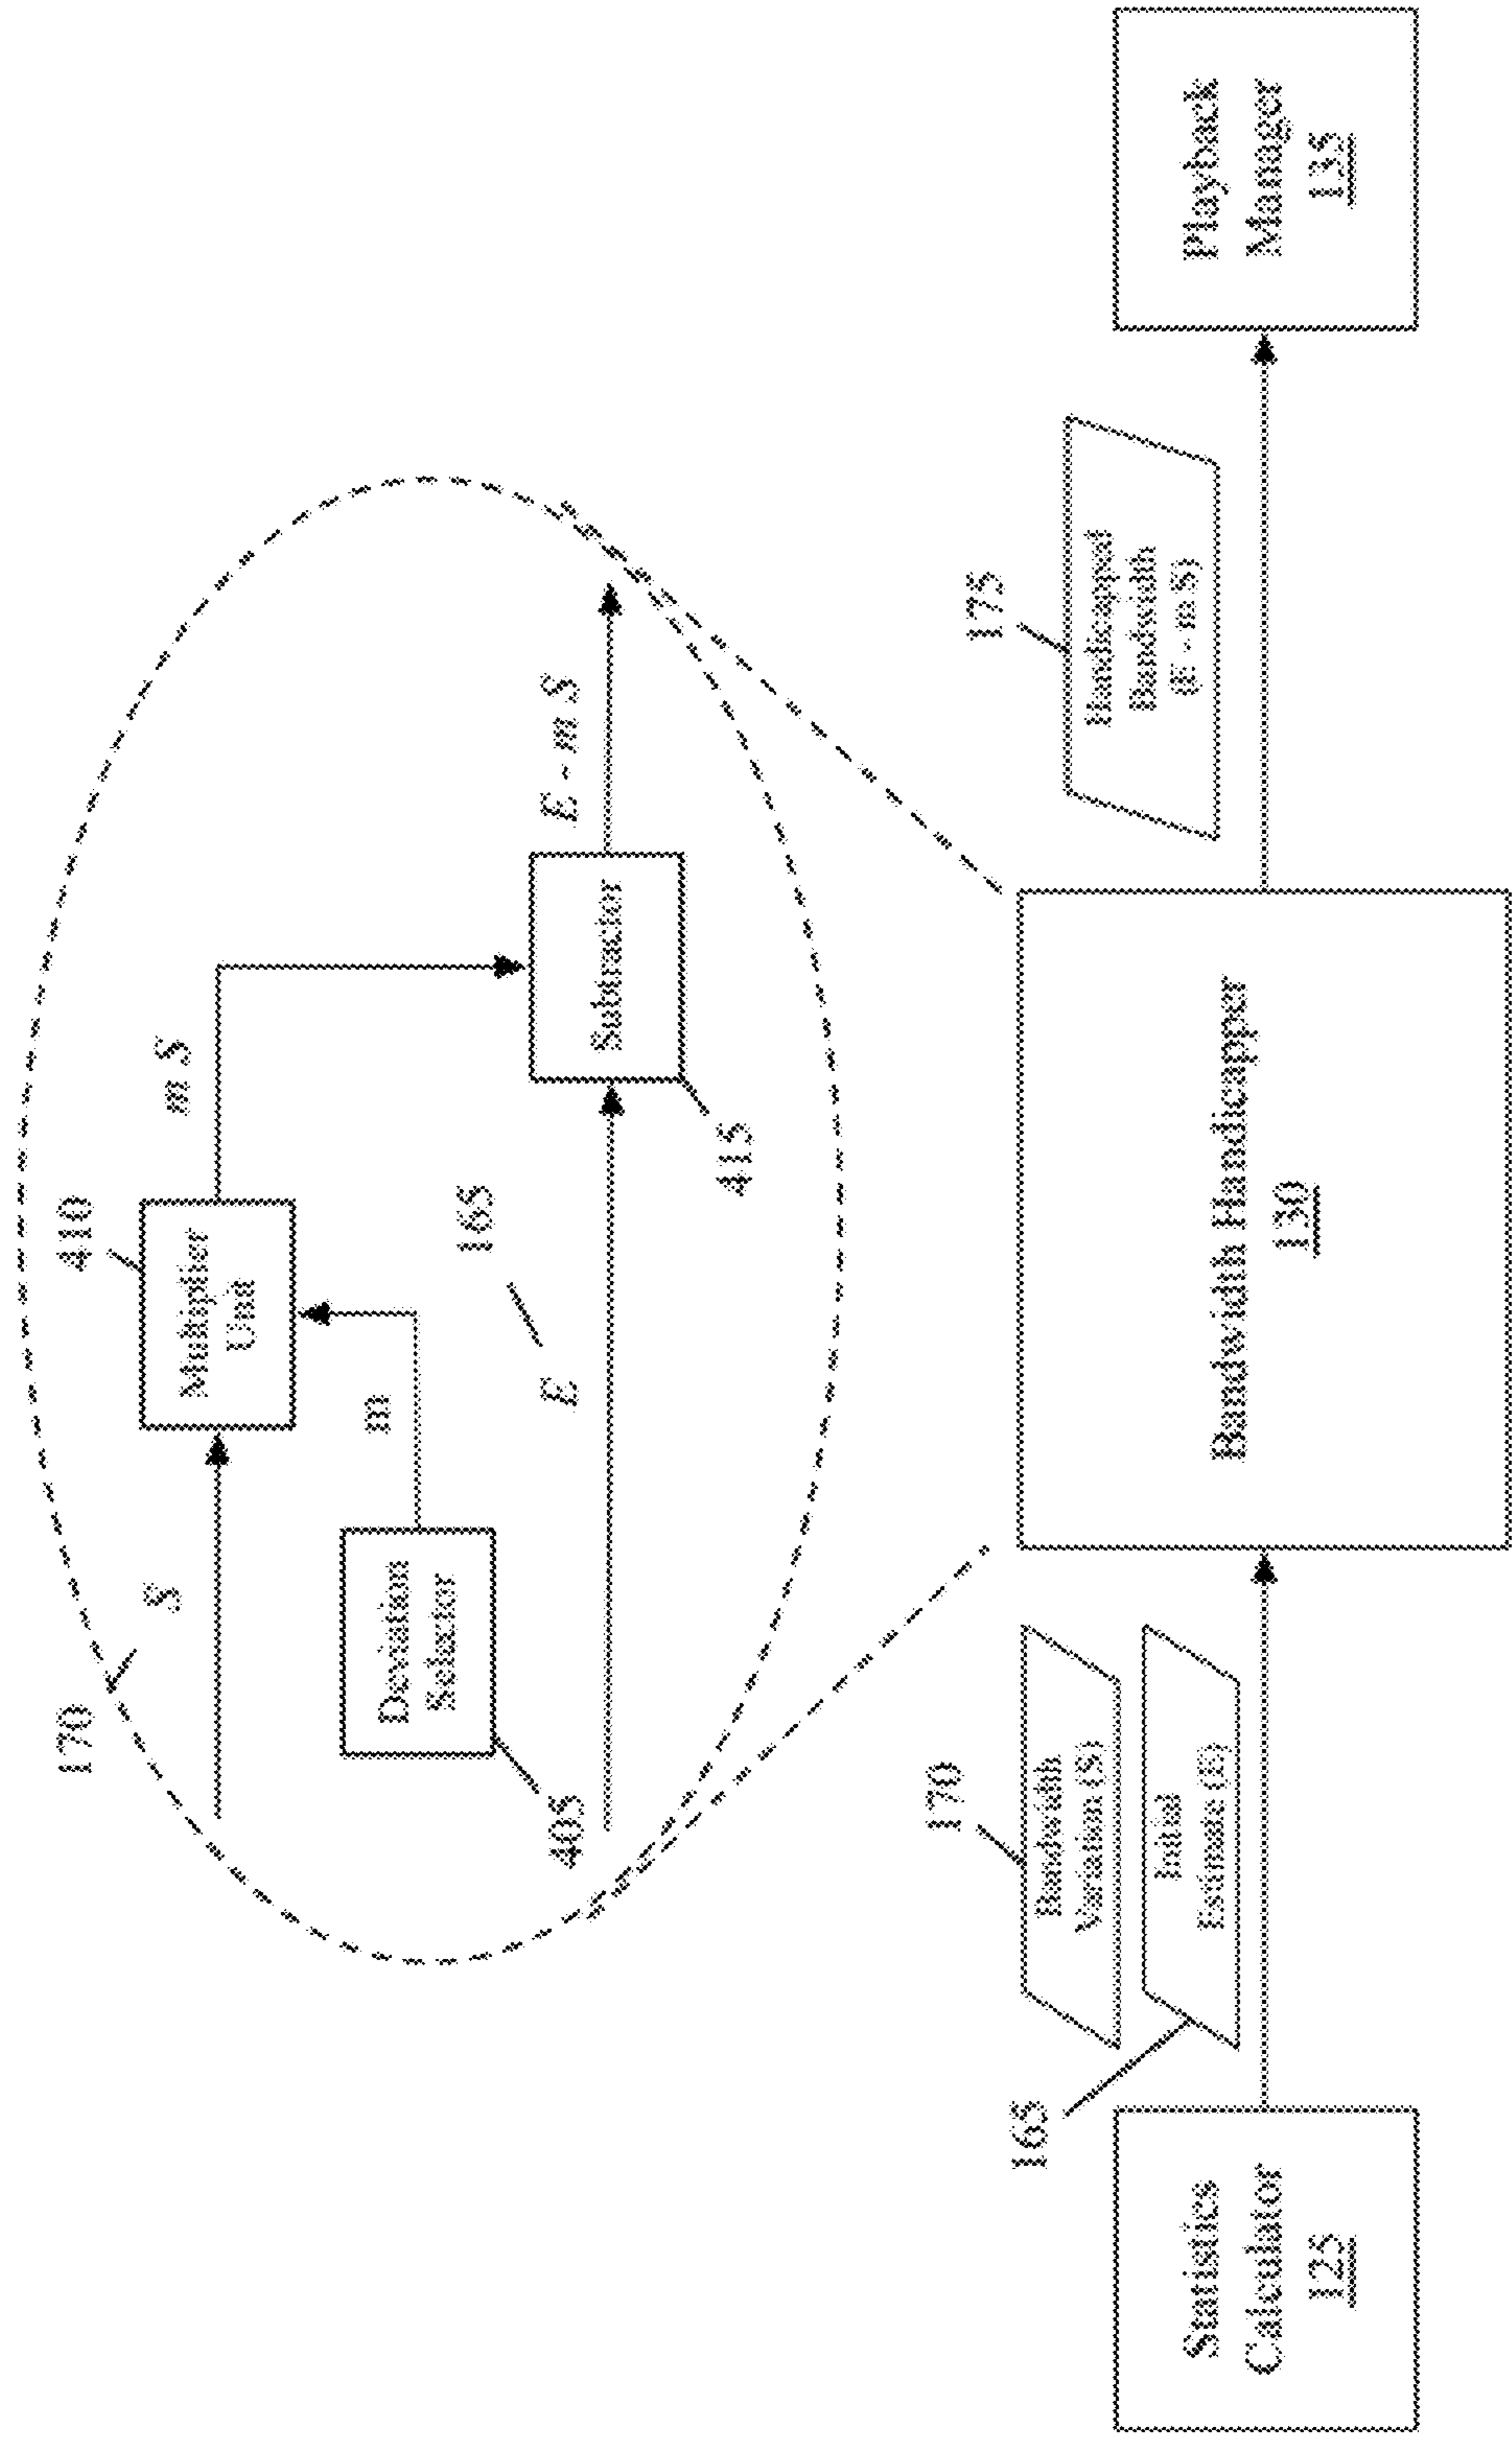 170
S
410
Multiplier
Unit
m S
m
Deviation
Selector
405
165
E
Subtractor
415
E - m S
170
Bandwidth
Variation (S)
Initial
Estimate (E)
165
175
Handicapped
Bandwidth
(E - m S)
Statistics
Calculator
125
Bandwidth Handicapper
130
Playback
Manager
135